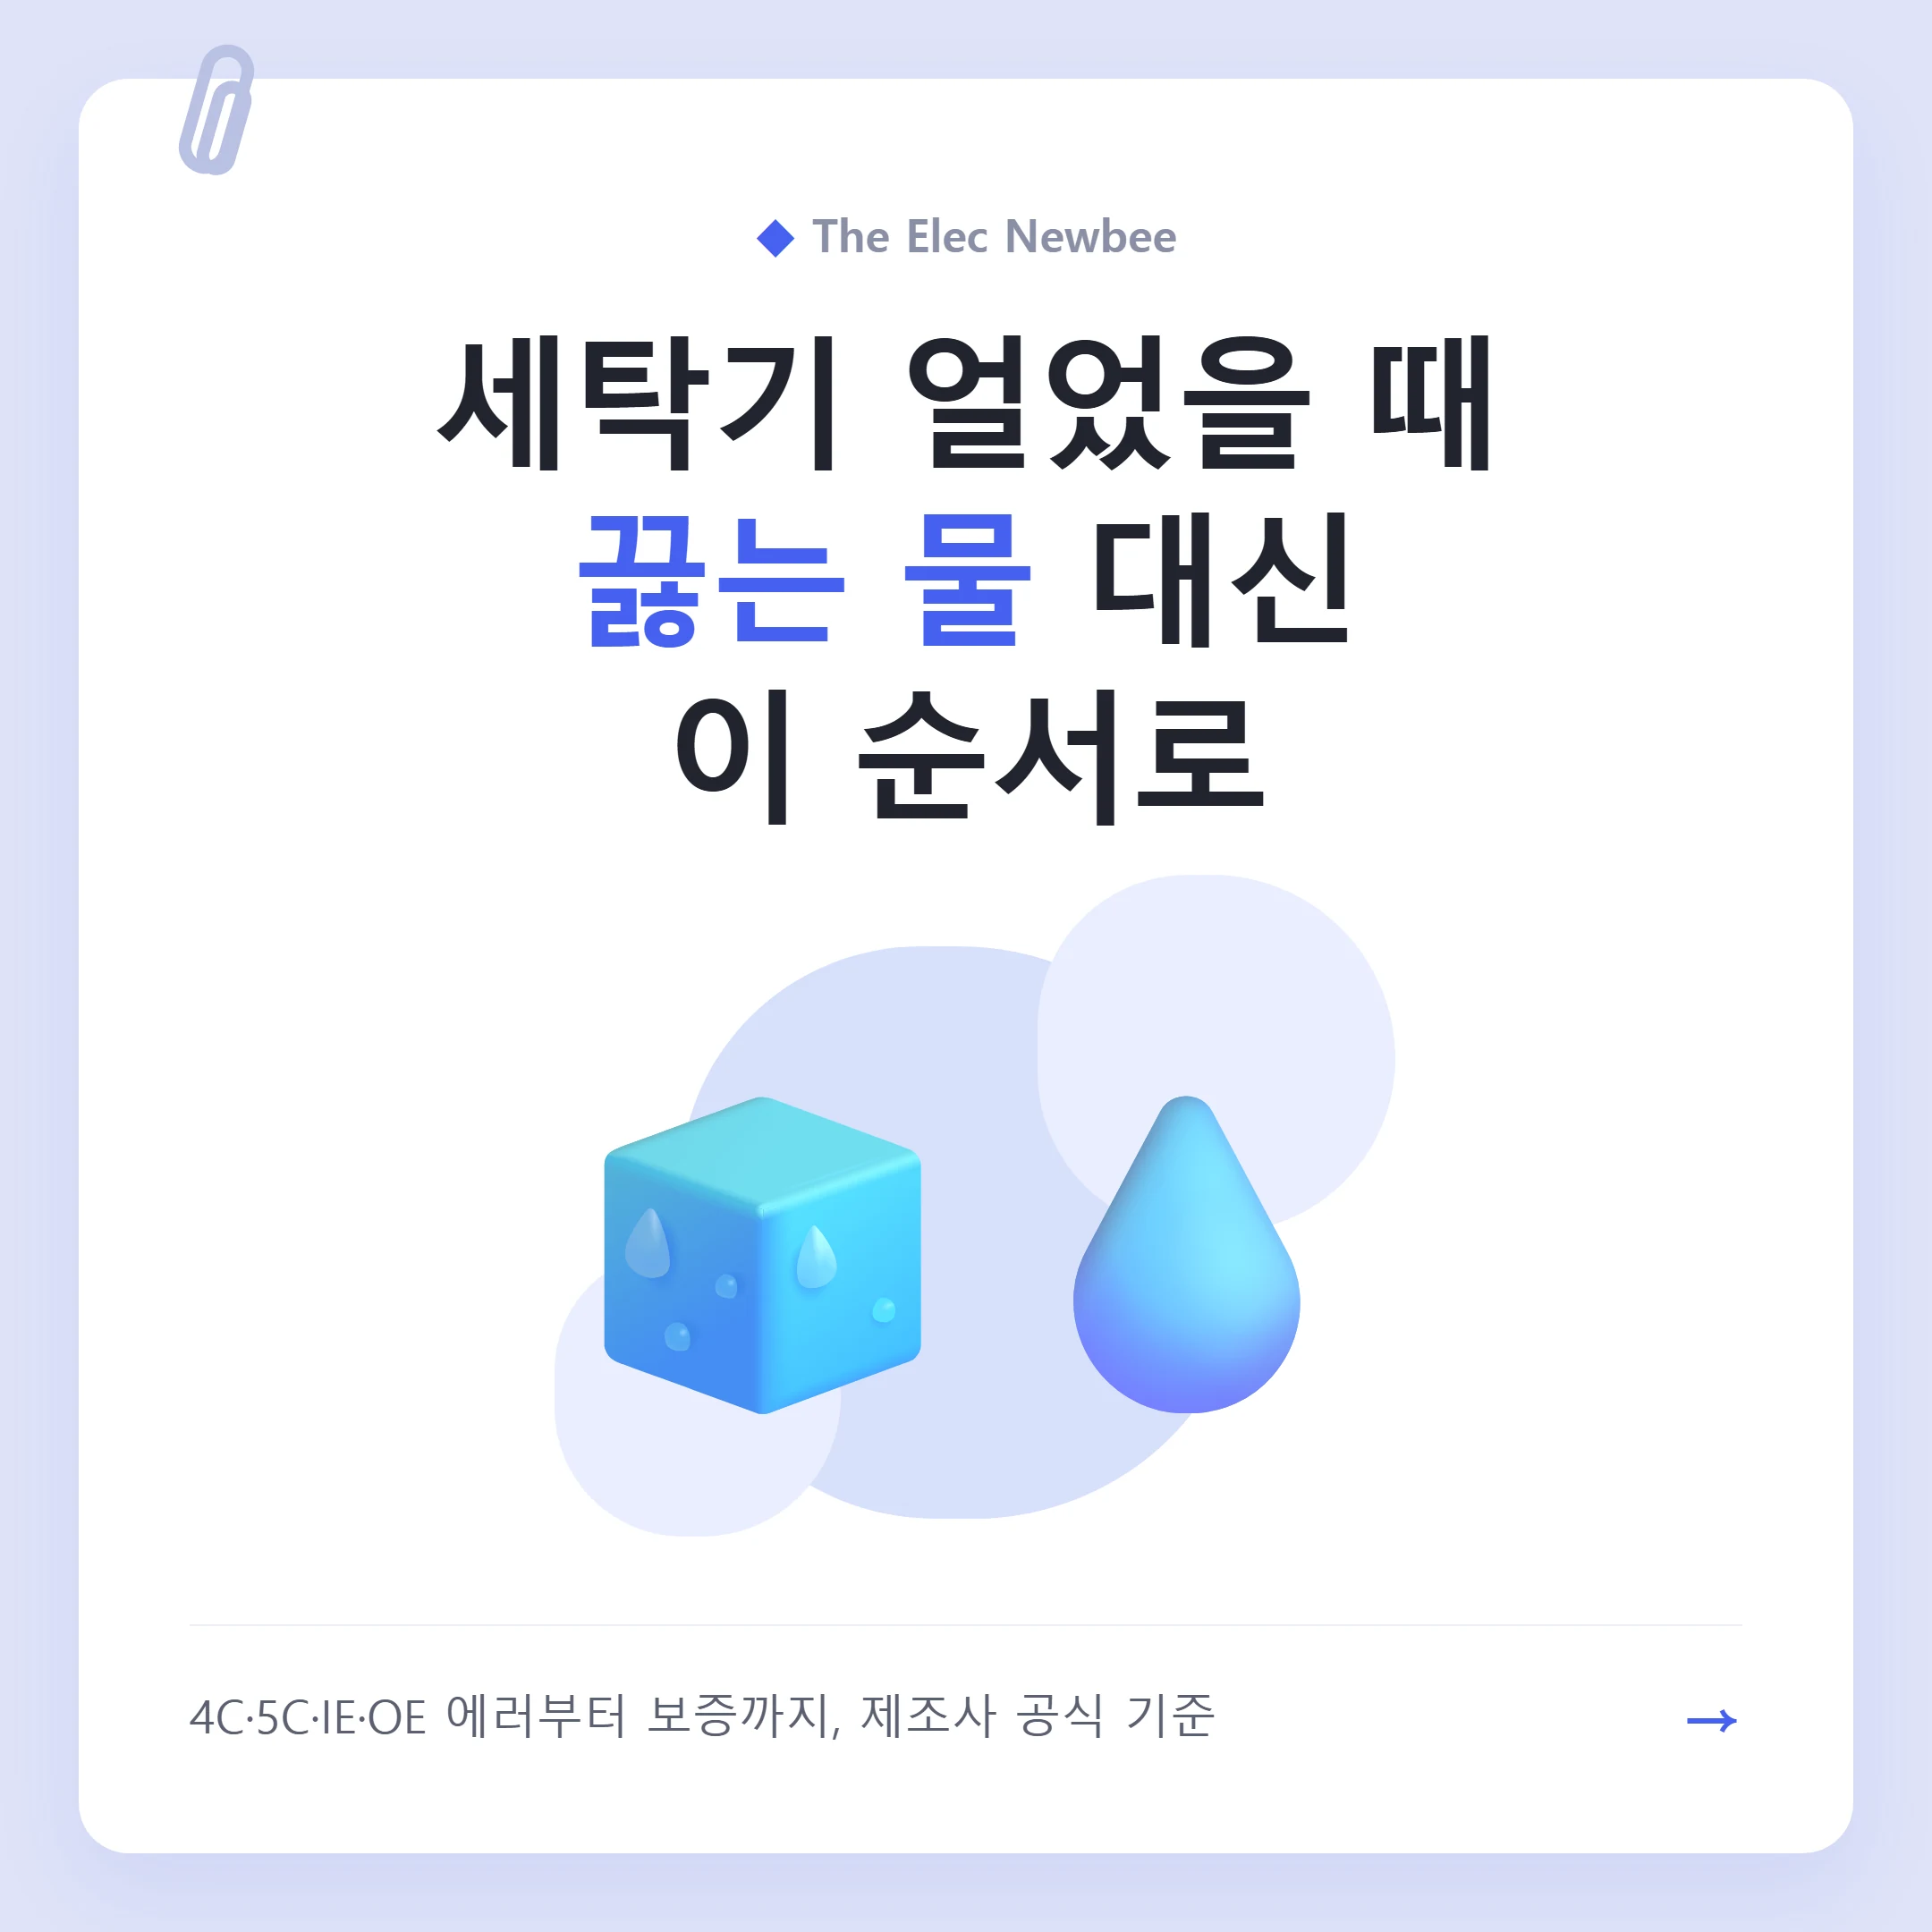 The Elec Newbee
세탁기 얼었을 때
끓는 물 대신
이 순서로
4C·5C·IE·OE 에러부터 보증까지, 제조사 공식 기준 →